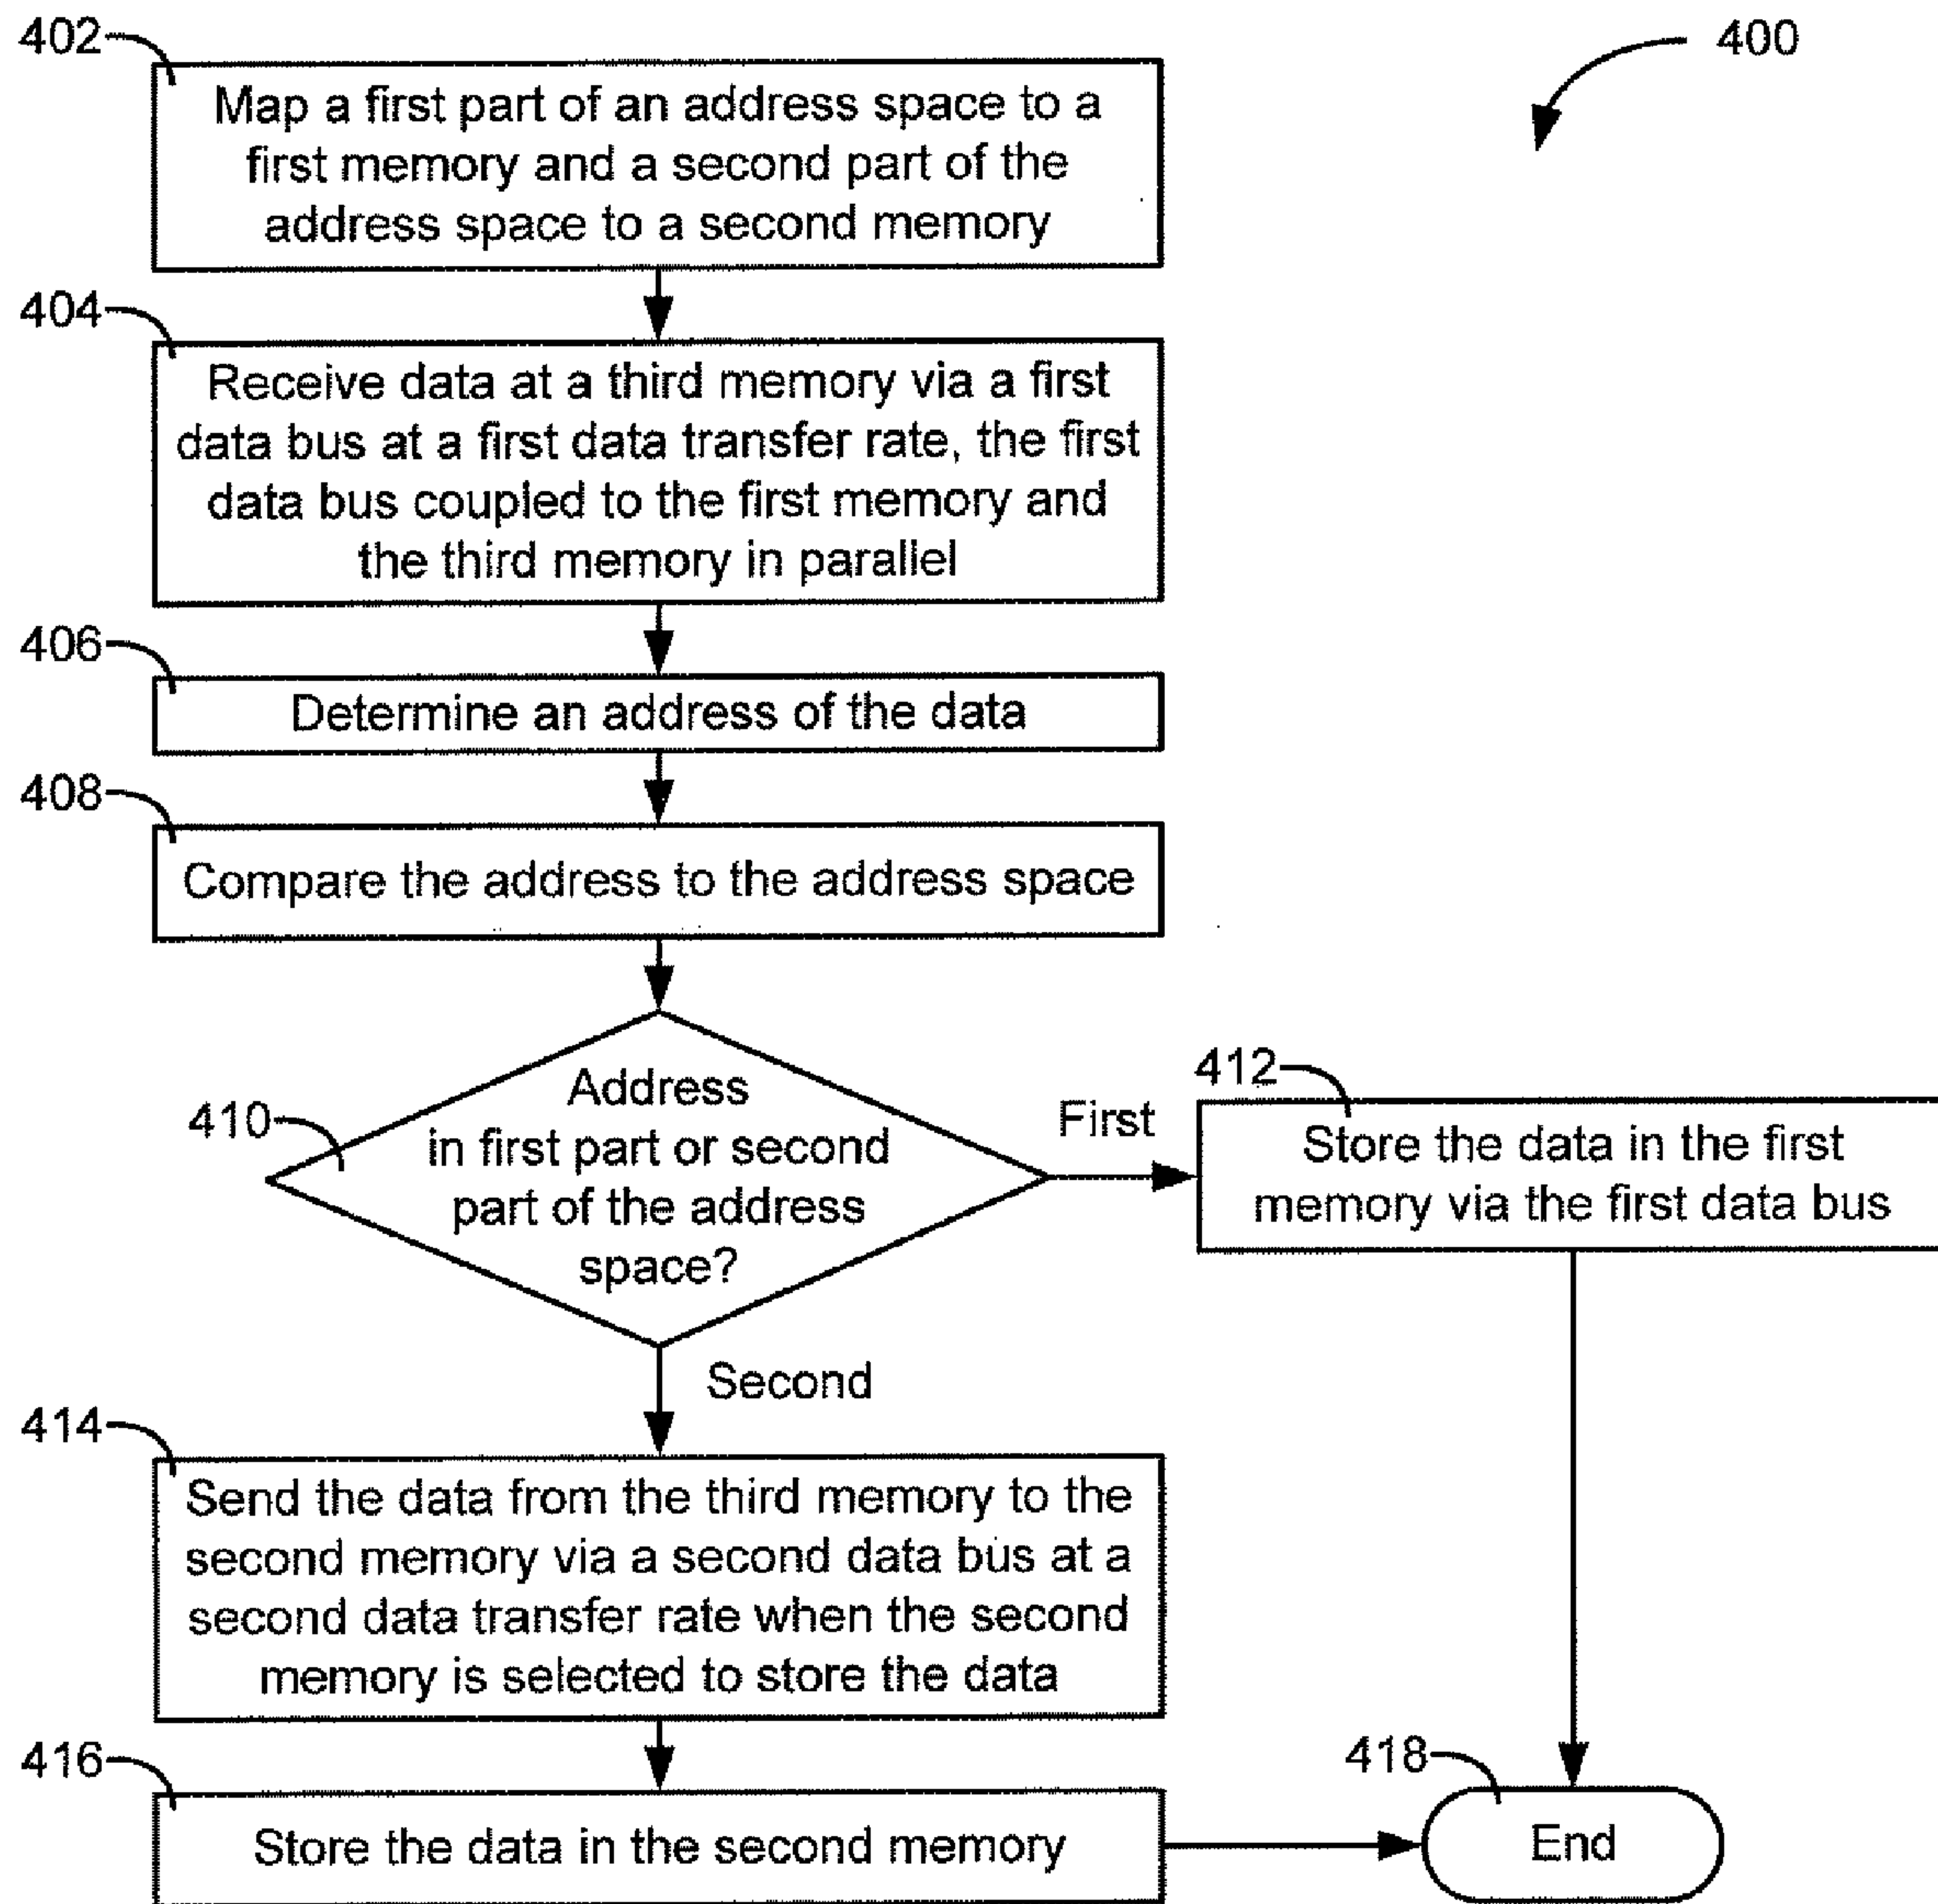 402
400
Map a first part of an address space to a
first memory and a second part of the
address space to a second memory
404
Receive data at a third memory via a first
data bus at a first data transfer rate, the first
data bus coupled to the first memory and
the third memory in parallel
406
Determine an address of the data
408
Compare the address to the address space
410
Address
in first part or second
part of the address
space?
First
412
Store the data in the first
memory via the first data bus
Second
414
Send the data from the third memory to the
second memory via a second data bus at a
second data transfer rate when the second
memory is selected to store the data
416
Store the data in the second memory
418
End